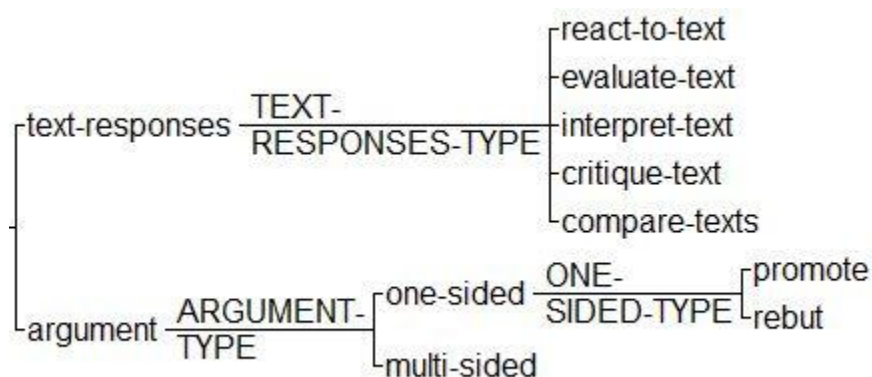 react-to-text
evaluate-text
text-responses TEXT-
RESPONSES-TYPE
interpret-text
critique-text
compare-texts
argument ARGUMENT-
TYPE
one-sided ONE-
SIDED-TYPE
promote
rebut
multi-sided